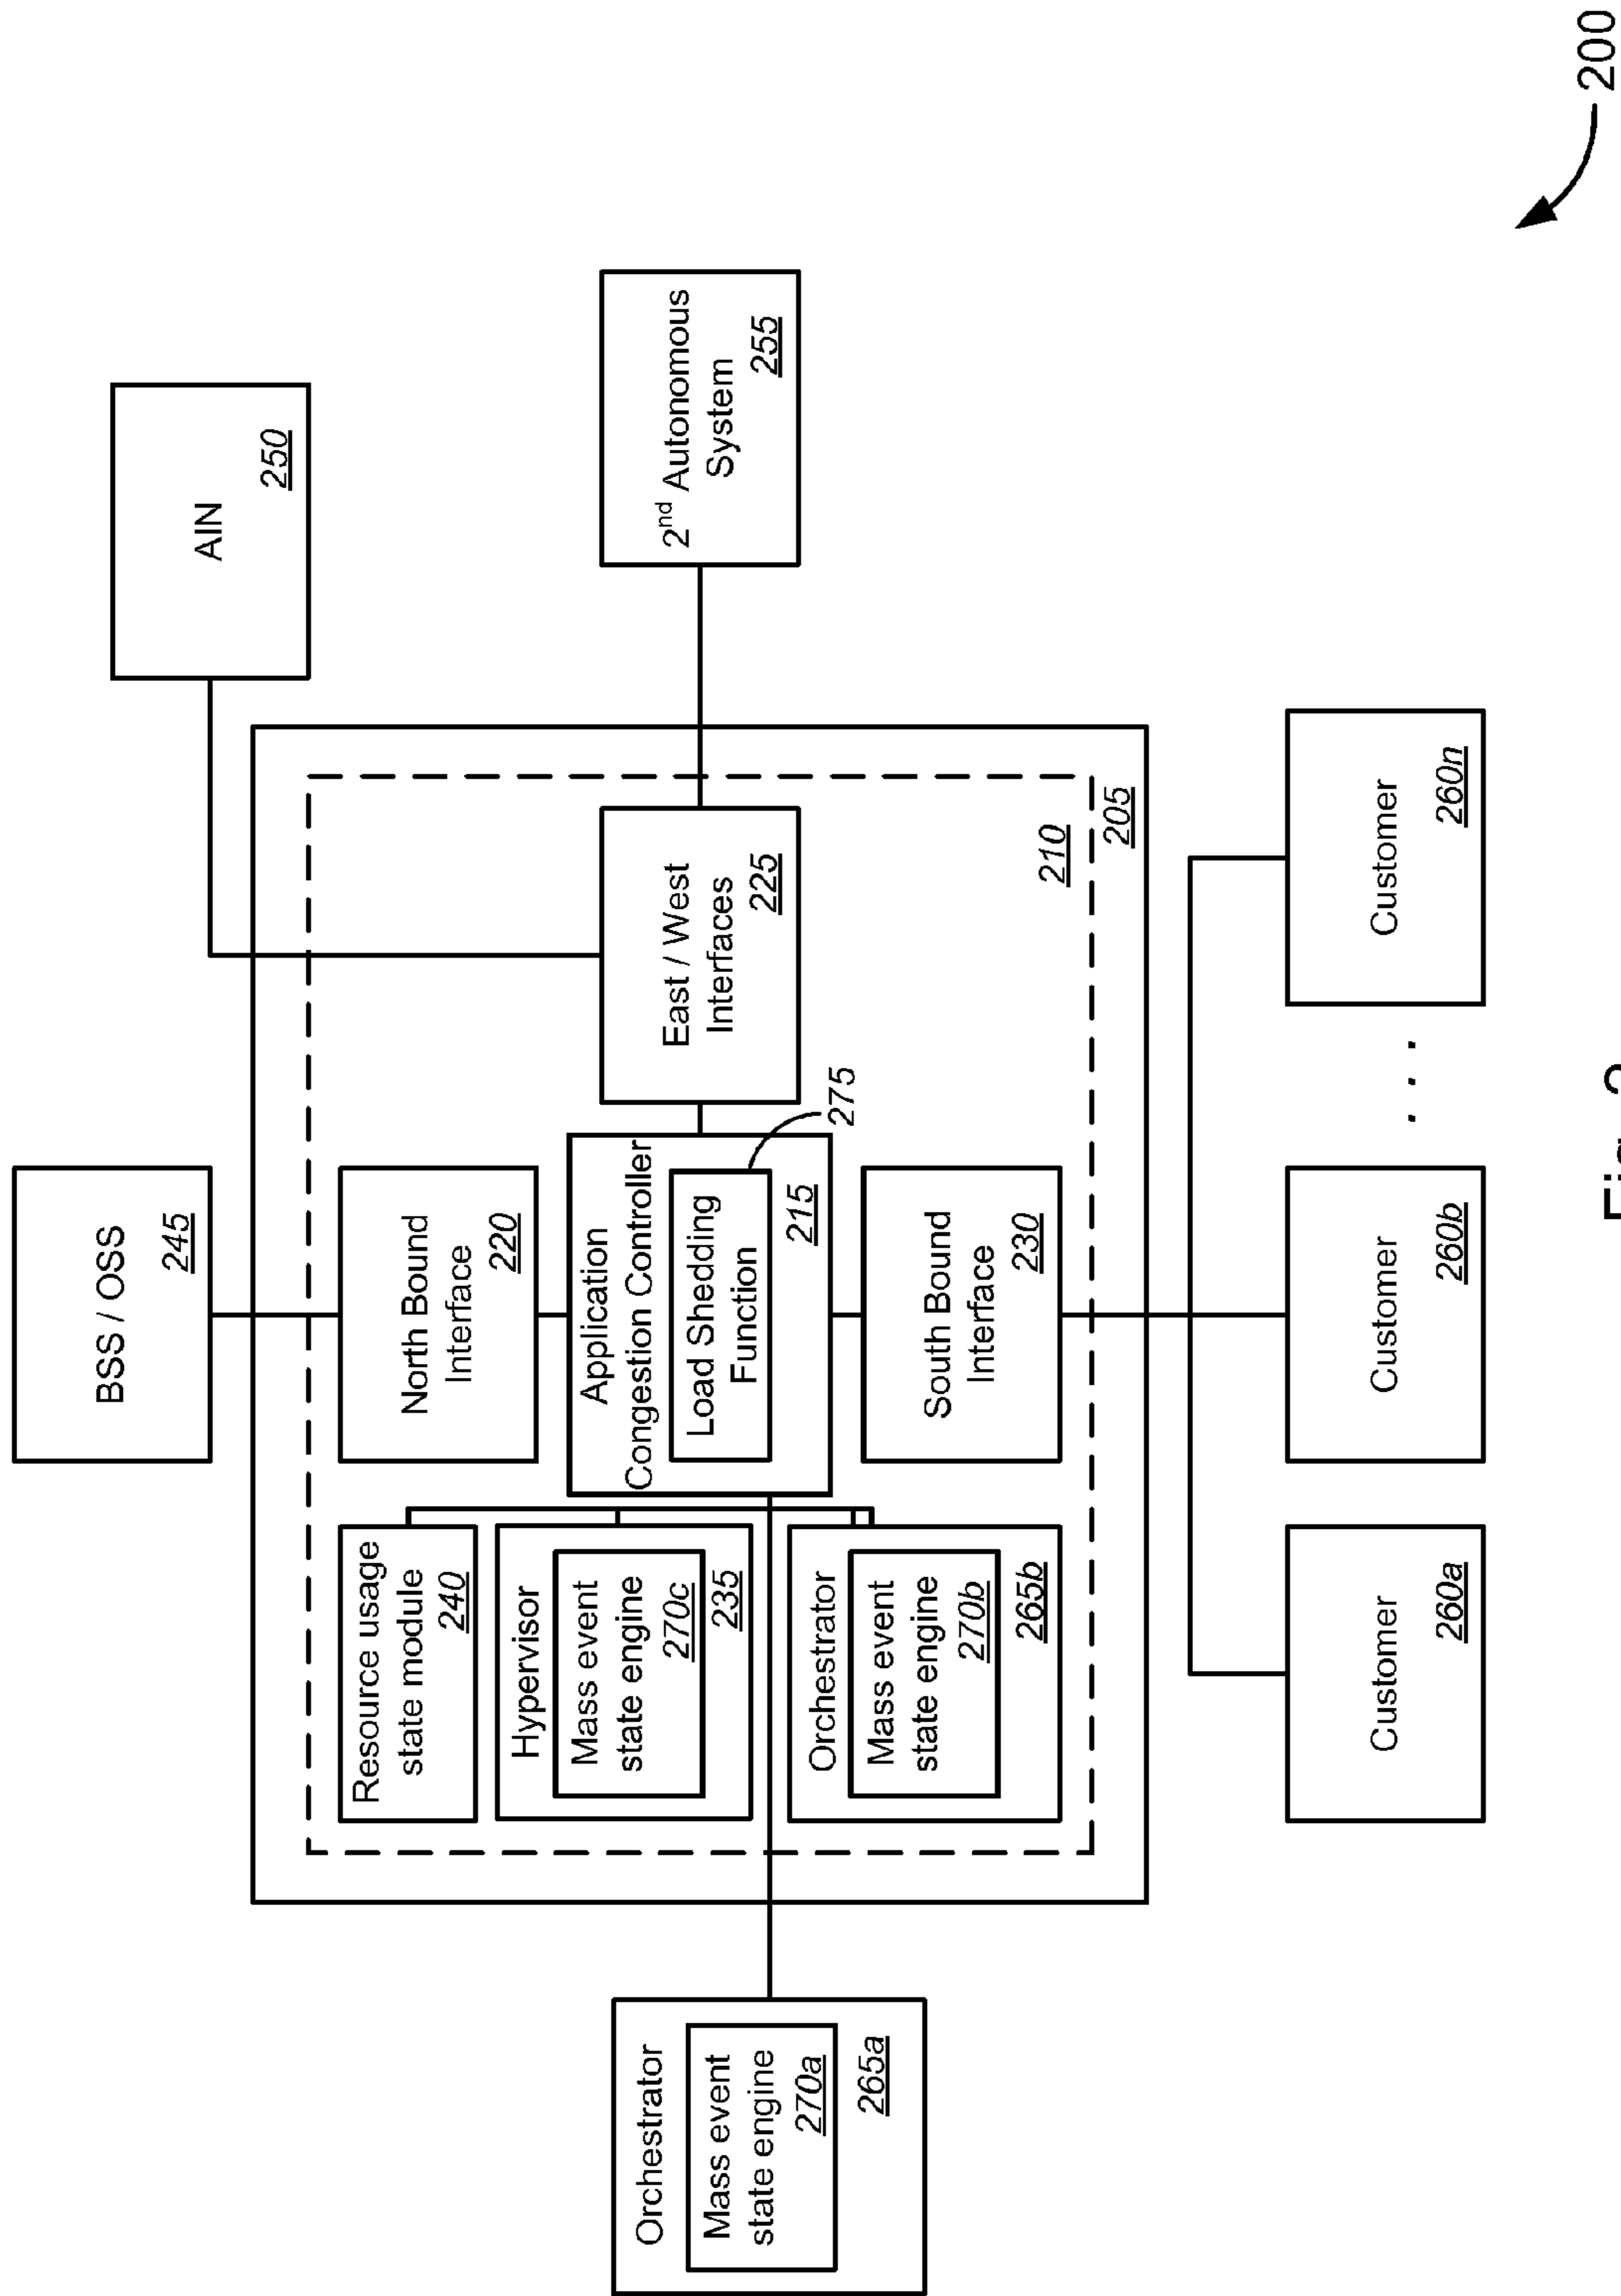 BSS / OSS
245
AIN
250
North Bound
Interface
220
Resource usage
state module
240
Hypervisor
Mass event
state engine
270c
235
Application
Congestion Controller
Load Shedding
Function
215
275
East / West
Interfaces
225
2nd Autonomous
System
255
Orchestrator
Mass event
state engine
270a
265a
Orchestrator
Mass event
state engine
270b
265b
South Bound
Interface
230
210
205
Customer
260a
Customer
260b
. . .
Customer
260n
200